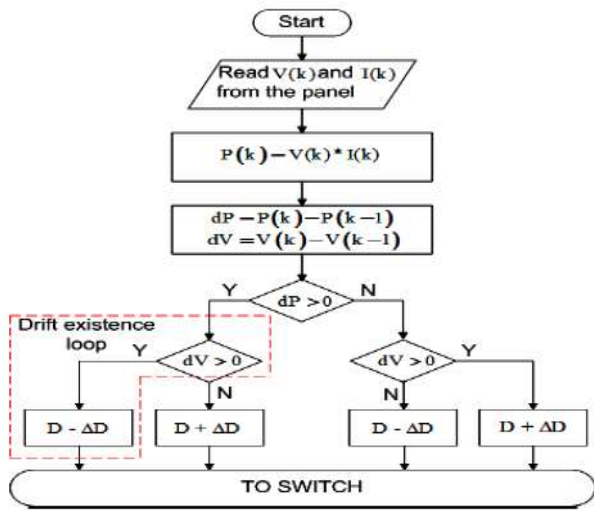 Start
Read V(k) and I(k)
from the panel
P(k) – V(k) * I(k)
dP – P(k) – P(k – 1)
dV = V(k) – V(k – 1)
Y
dP > 0
N
Drift existence
loop
Y
dV > 0
N
dV > 0
Y
N
D - ΔD
D + ΔD
D - ΔD
D + ΔD
TO SWITCH